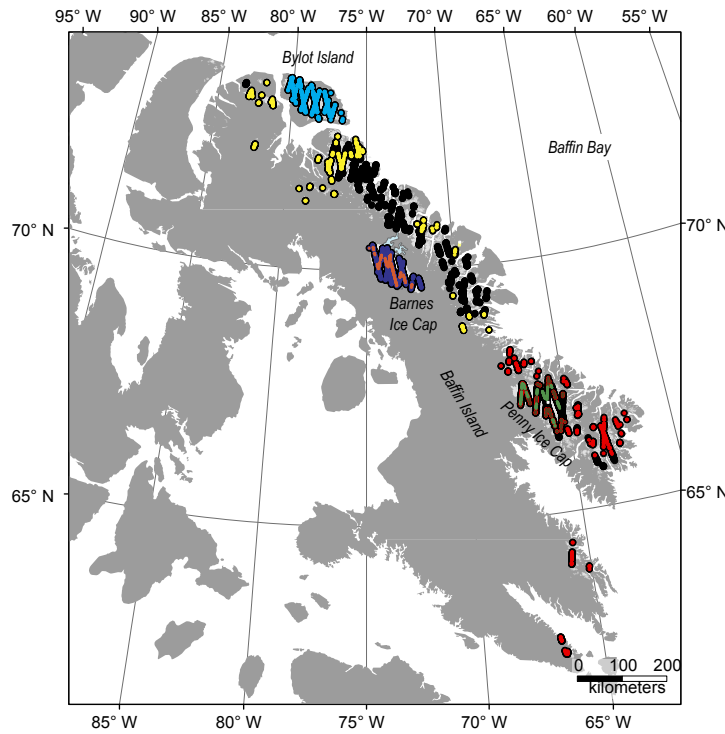 95° W 90° W 85° W 80° W 75° W 70° W 65° W 60° W 55° W
Bylot Island
Baffin Bay
70° N
70° N
Barnes
Ice Cap
Baffin Island
Penny Ice Cap
65° N
65° N
0 100 200
kilometers
85° W 80° W 75° W 70° W 65° W